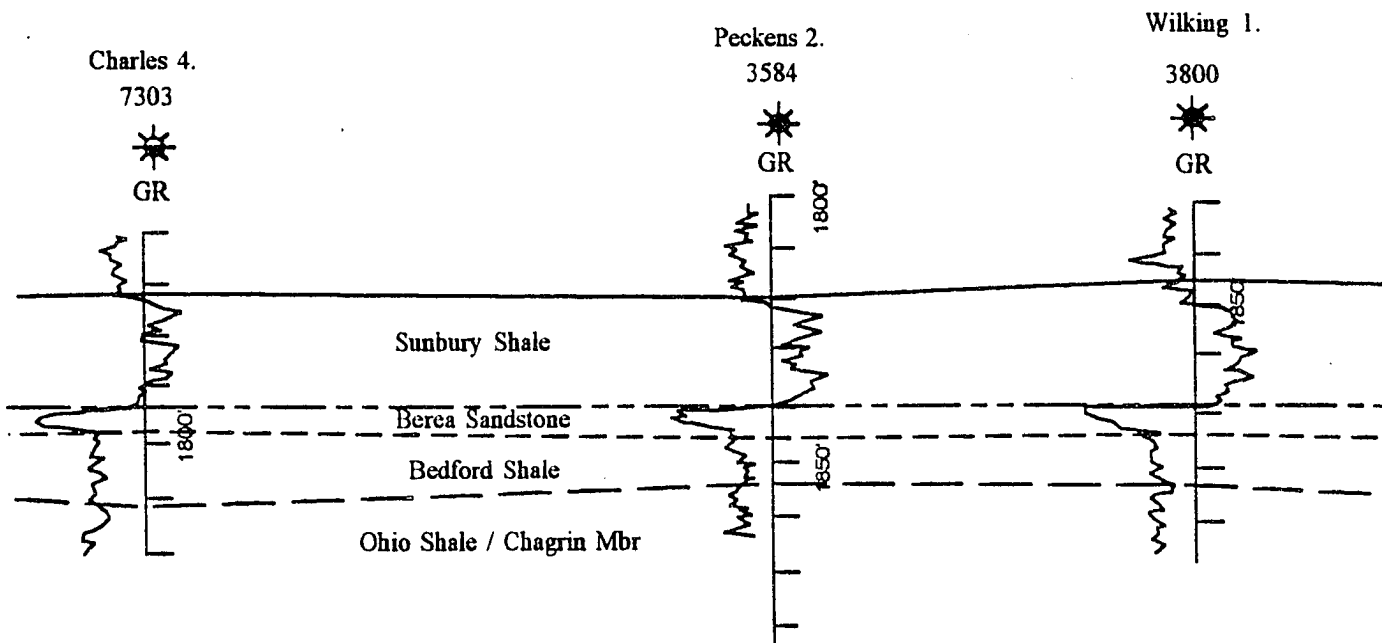 Charles 4.
7303
GR
Peckens 2.
3584
GR
Wilking 1.
3800
GR
1800'
1850'
Sunbury Shale
Berea Sandstone
1800'
Bedford Shale
1850'
Ohio Shale / Chagrin Mbr